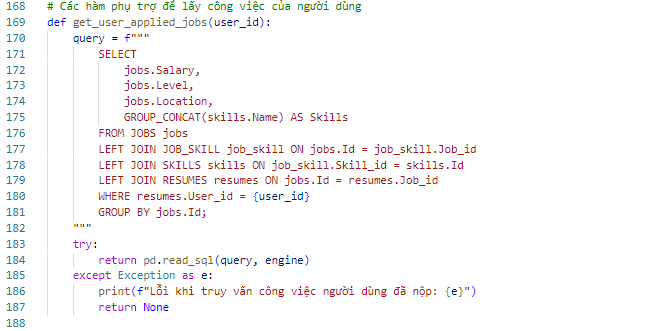 168 # Các hàm phụ trợ để lấy công việc của người dùng
169 def get_user_applied_jobs(user_id):
170     query = f"""
171         SELECT
172             jobs.Salary,
173             jobs.Level,
174             jobs.Location,
175             GROUP_CONCAT(skills.Name) AS Skills
176         FROM JOBS jobs
177         LEFT JOIN JOB_SKILL job_skill ON jobs.Id = job_skill.Job_id
178         LEFT JOIN SKILLS skills ON job_skill.Skill_id = skills.Id
179         LEFT JOIN RESUMES resumes ON jobs.Id = resumes.Job_id
180         WHERE resumes.User_id = {user_id}
181         GROUP BY jobs.Id;
182     """
183     try:
184         return pd.read_sql(query, engine)
185     except Exception as e:
186         print(f"Lỗi khi truy vấn công việc người dùng đã nộp: {e}")
187         return None
188